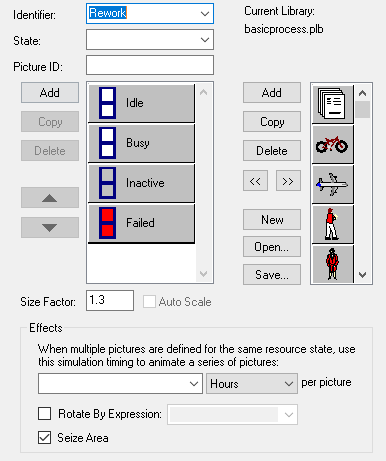 Identifier: Rework
Current Library:
basicprocess.plb
State:
Picture ID:
Add
Copy
Delete
Idle
Busy
Inactive
Failed
Add
Copy
Delete
<< >>
New
Open...
Save...
Size Factor: 1.3 Auto Scale
Effects
When multiple pictures are defined for the same resource state, use
this simulation timing to animate a series of pictures:
Hours per picture
Rotate By Expression:
Seize Area